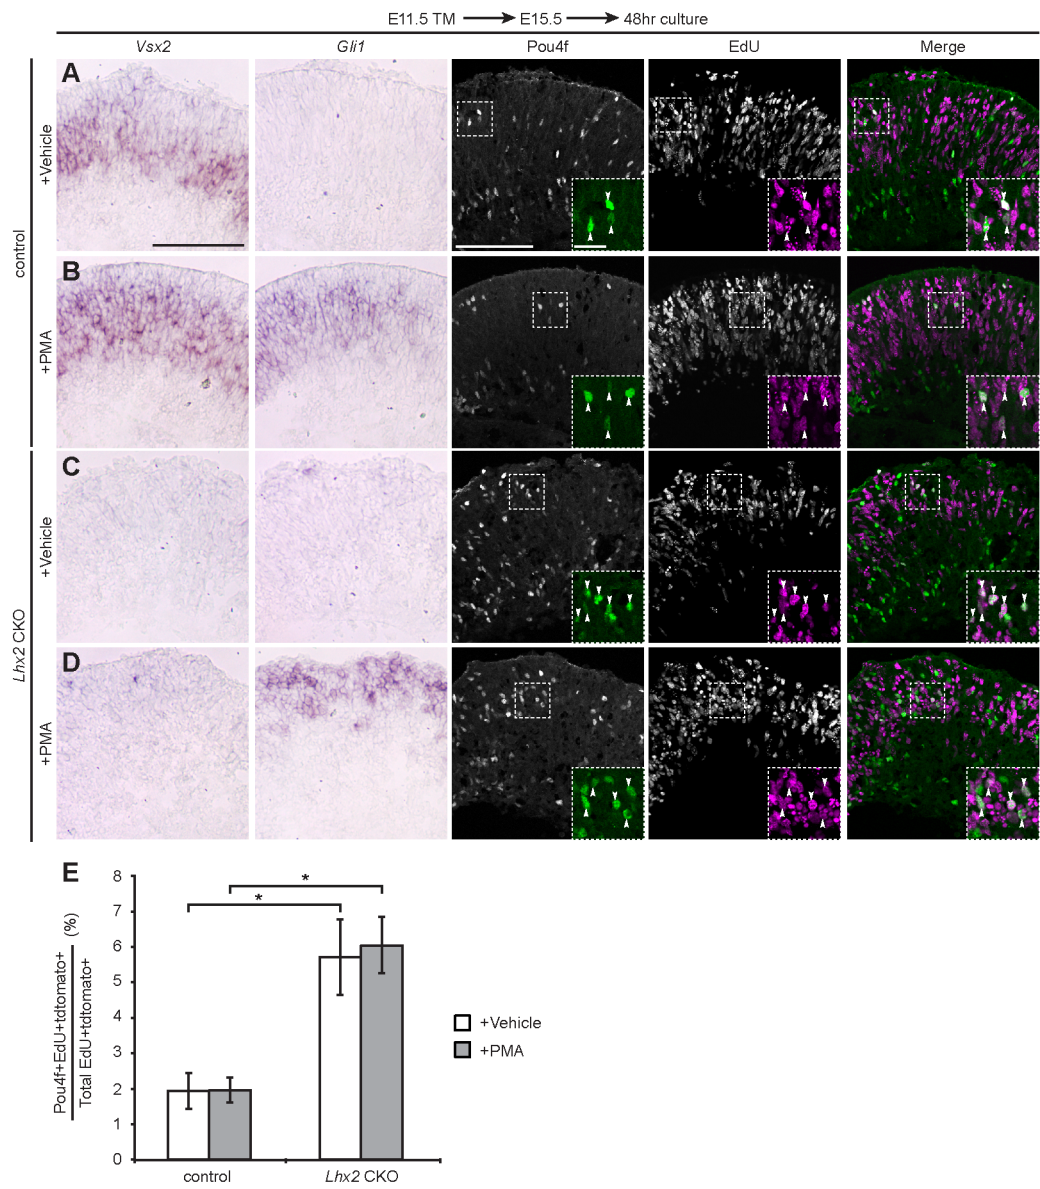 E11.5 TM → E15.5 → 48hr culture
Vsx2 Gli1 Pou4f EdU Merge
control
+Vehicle
A
+PMA
B
Lhx2 CKO
+Vehicle
C
+PMA
D
E
Pou4f+EdU+tdtomato+
Total EdU+tdtomato+
(%)
8
7
6
5
4
3
2
1
0
*
*
control
Lhx2 CKO
+Vehicle
+PMA